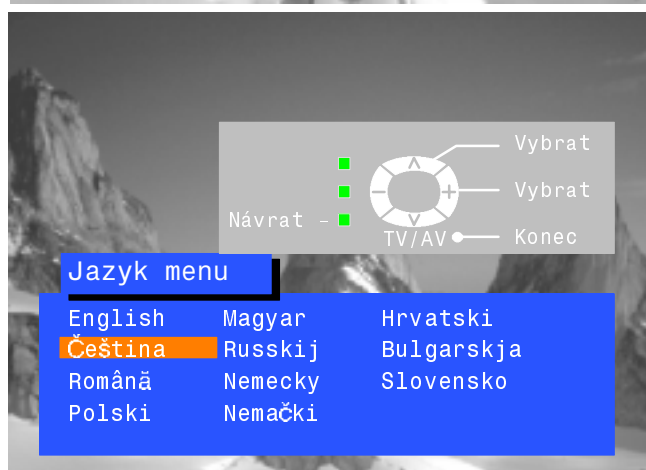 Vybrat
Vybrat
Návrat –
TV/AV
Konec
Jazyk menu
English Magyar Hrvatski
Čeština Russkij Bulgarskja
Română Nemecky Slovensko
Polski Nemački